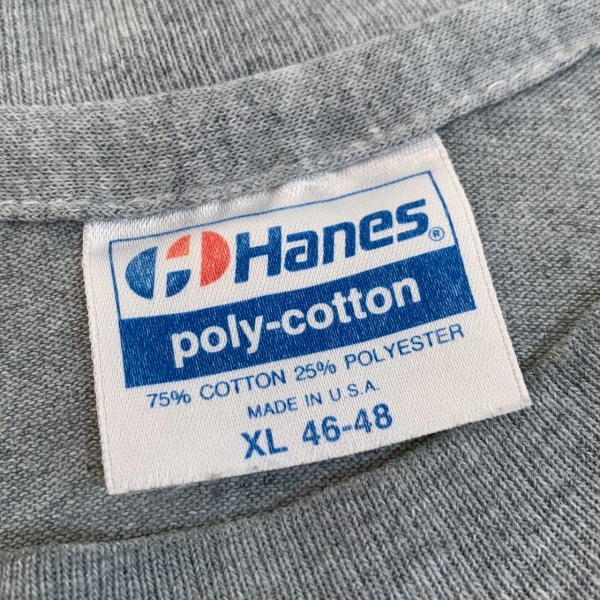 Hanes®
poly-cotton
75% COTTON 25% POLYESTER
MADE IN U.S.A.
XL 46-48